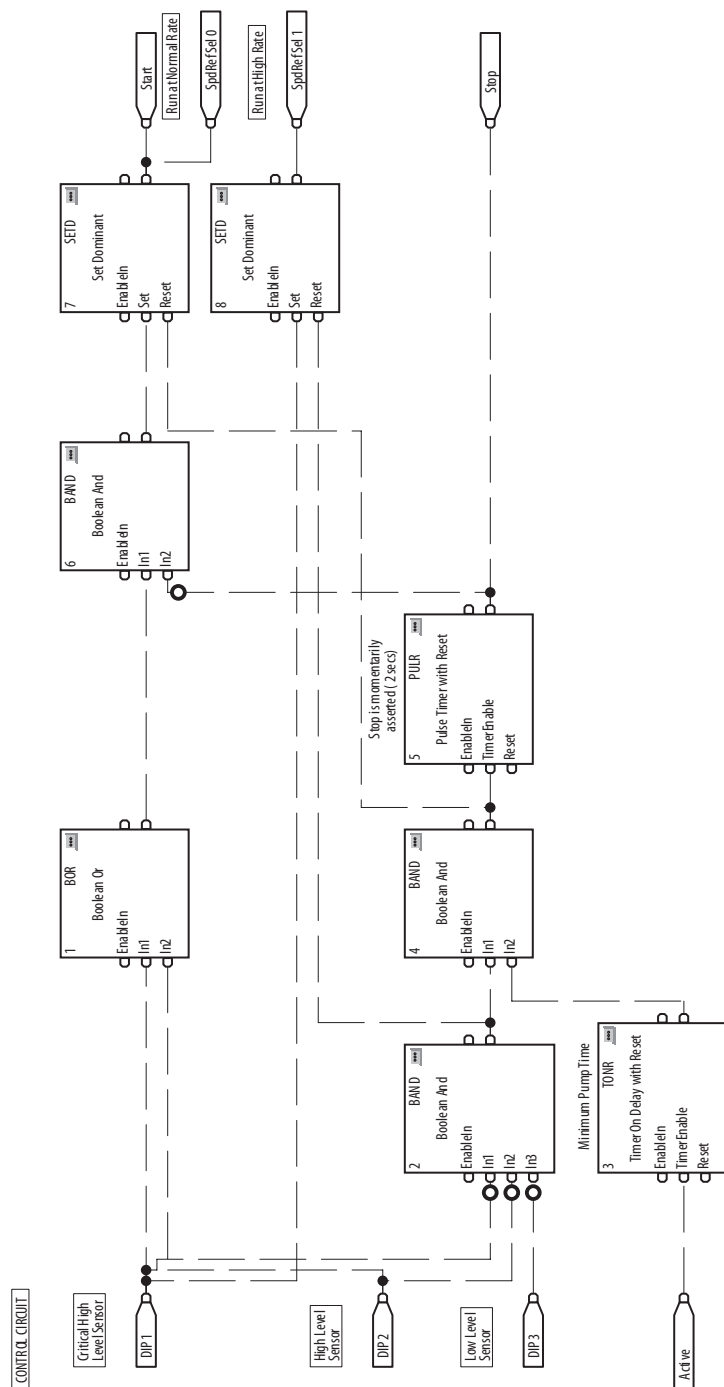 CONTROL CIRCUIT
Critical High
Level Sensor
DIP 1
High Level
Sensor
DIP 2
Low Level
Sensor
DIP 3
Active
1
BOR
Boolean Or
EnableIn
In1
In2
2
BAND
Boolean And
EnableIn
In1
In2
In3
Minimum Pump Time
3
TONR
Timer On Delay with Reset
EnableIn
TimerEnable
Reset
4
BAND
Boolean And
EnableIn
In1
In2
Stop is momentarily
asserted ( 2 secs)
5
PULR
Pulse Timer with Reset
EnableIn
TimerEnable
Reset
6
BAND
Boolean And
EnableIn
In1
In2
7
SETD
Set Dominant
EnableIn
Set
Reset
8
SETD
Set Dominant
EnableIn
Set
Reset
Start
Run at Normal Rate
SpdRefSel 0
Run at High Rate
SpdRefSel 1
Stop